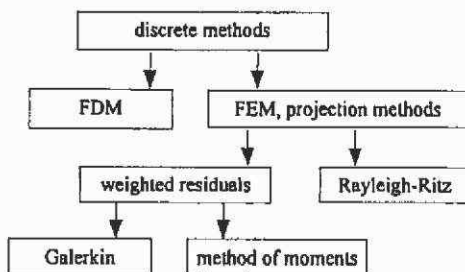 discrete methods
FDM
FEM, projection methods
weighted residuals
Rayleigh-Ritz
Galerkin
method of moments